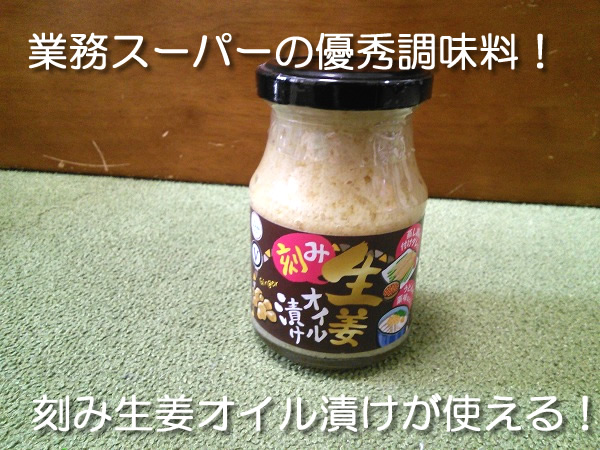 業務スーパーの優秀調味料！
刻み
生姜
オイル
漬け
ginger
刻み生姜オイル漬けが使える！